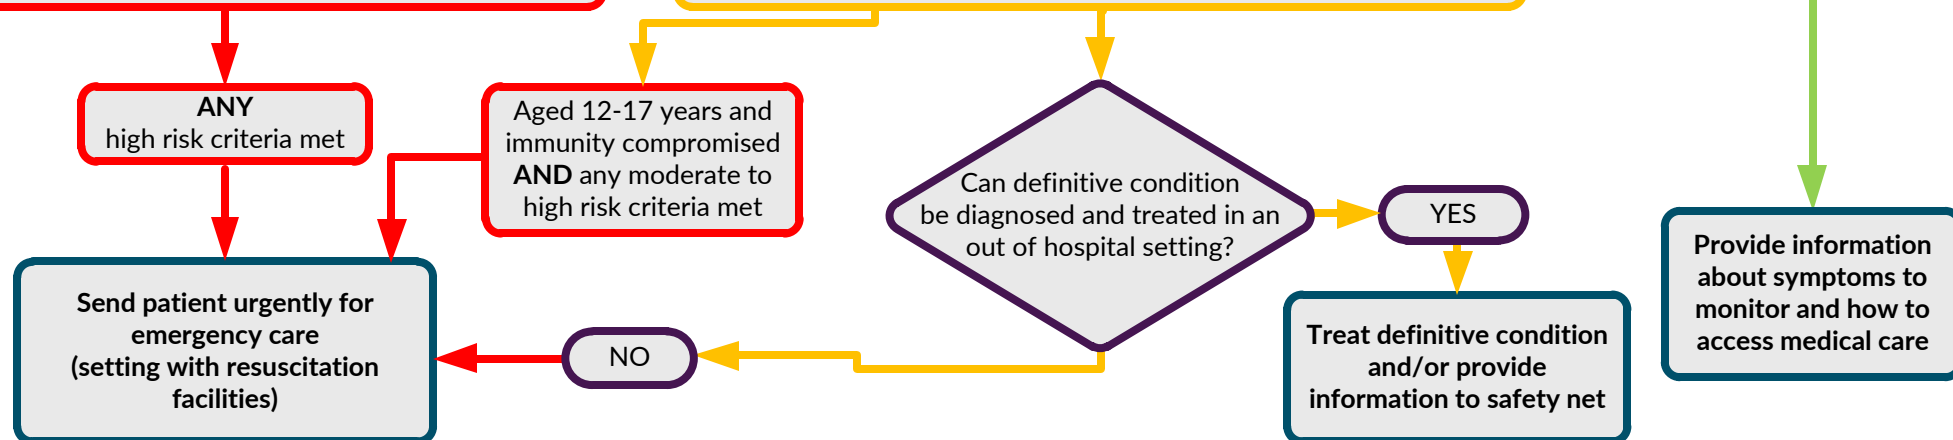 ANY
high risk criteria met
Aged 12-17 years and
immunity compromised
AND any moderate to
high risk criteria met
Can definitive condition
be diagnosed and treated in an
out of hospital setting?
YES
Provide information
about symptoms to
monitor and how to
access medical care
Send patient urgently for
emergency care
(setting with resuscitation
facilities)
NO
Treat definitive condition
and/or provide
information to safety net